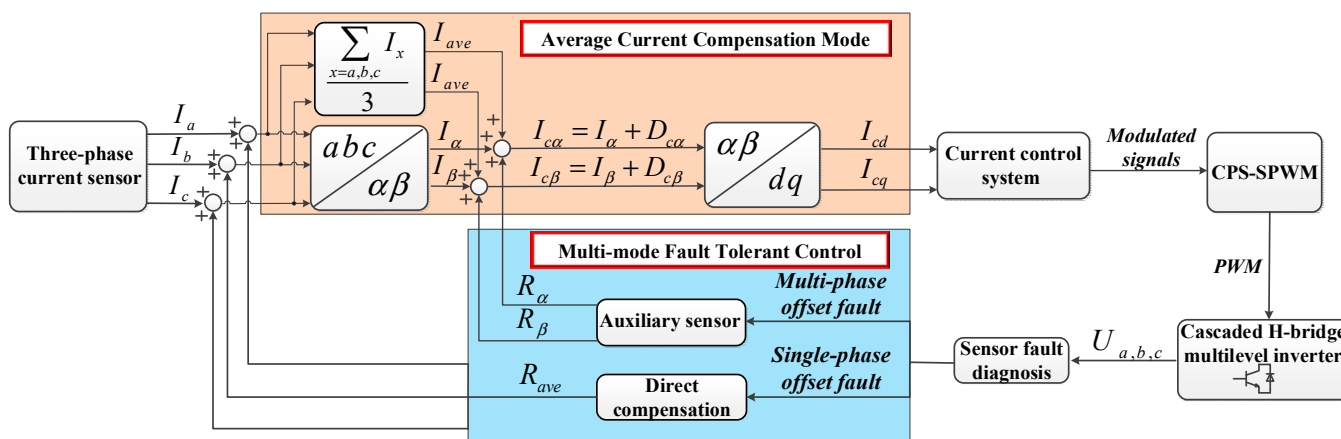 Average Current Compensation Mode
∑ I_x
x=a,b,c
3
I_ave
I_ave
Three-phase
current sensor
I_a
I_b
I_c
+
+
+
+
+
+
abc
αβ
I_α
I_β
+
+
+
+
+
+
I_cα = I_α + D_cα
I_cβ = I_β + D_cβ
αβ
dq
I_cd
I_cq
Current control
system
Modulated
signals
CPS-SPWM
PWM
Multi-mode Fault Tolerant Control
R_α
R_β
Auxiliary sensor
Multi-phase
offset fault
R_ave
Direct
compensation
Single-phase
offset fault
Sensor fault
diagnosis
U_a,b,c
Cascaded H-bridge
multilevel inverter